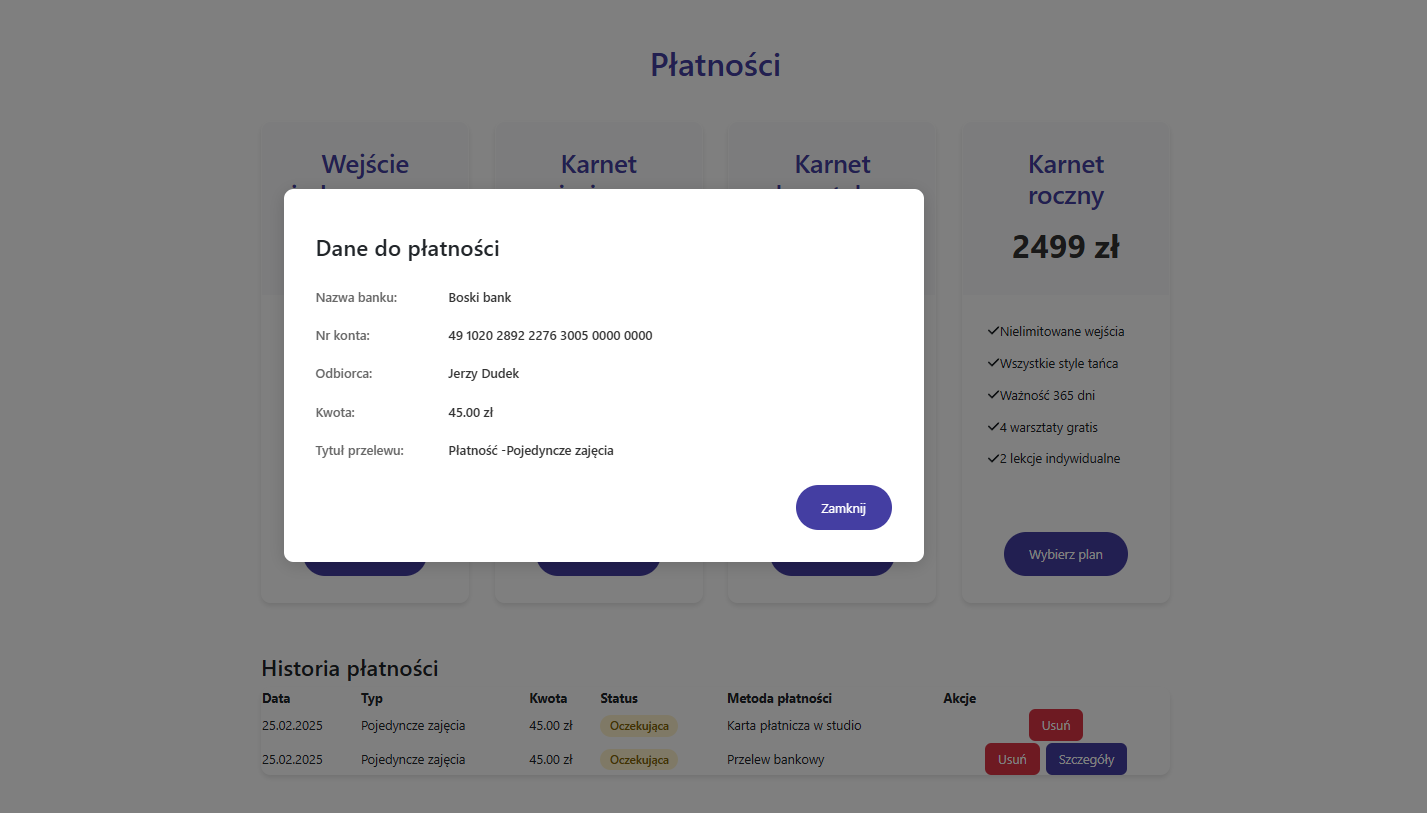 Płatności
Wejście
Karnet
Karnet
Karnet
roczny
2499 zł
Nielimitowane wejścia
Wszystkie style tańca
Ważność 365 dni
4 warsztaty gratis
2 lekcje indywidualne
Wybierz plan
Dane do płatności
Nazwa banku: Boski bank
Nr konta: 49 1020 2892 2276 3005 0000 0000
Odbiorca: Jerzy Dudek
Kwota: 45.00 zł
Tytuł przelewu: Płatność -Pojedyncze zajęcia
Zamknij
Historia płatności
Data Typ Kwota Status Metoda płatności Akcje
25.02.2025 Pojedyncze zajęcia 45.00 zł Oczekująca Karta płatnicza w studio Usuń
25.02.2025 Pojedyncze zajęcia 45.00 zł Oczekująca Przelew bankowy Usuń Szczegóły